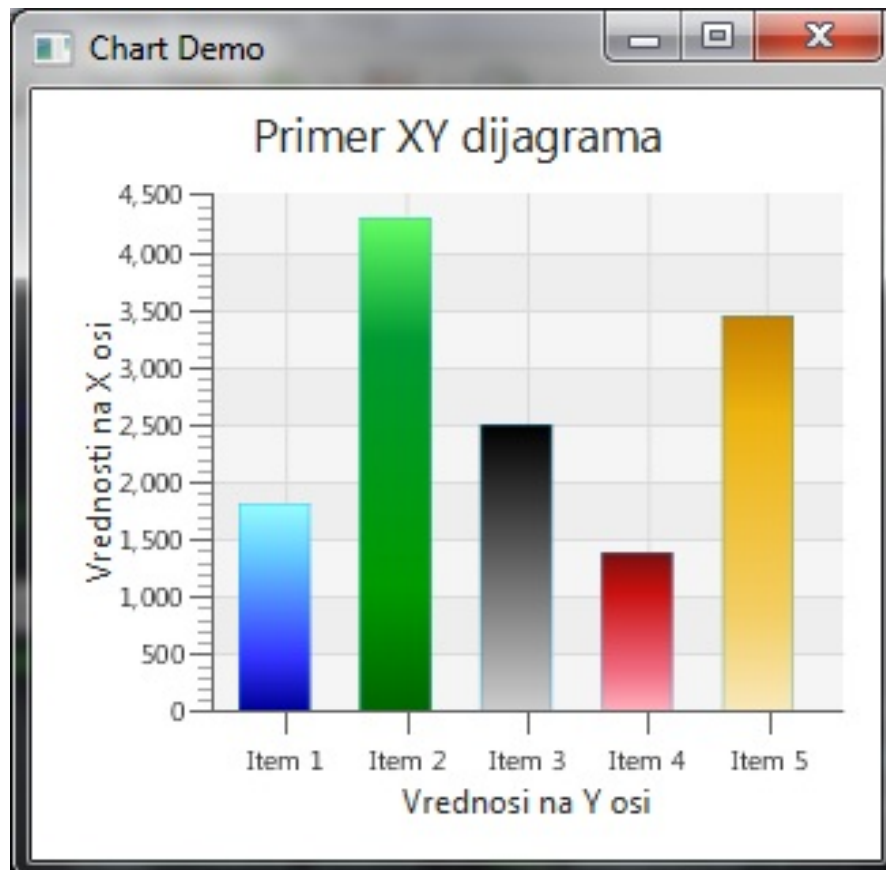 Chart Demo
Primer XY dijagrama
Vrednosti na X osi
4,500
4,000
3,500
3,000
2,500
2,000
1,500
1,000
500
0
Item 1 Item 2 Item 3 Item 4 Item 5
Vrednosi na Y osi